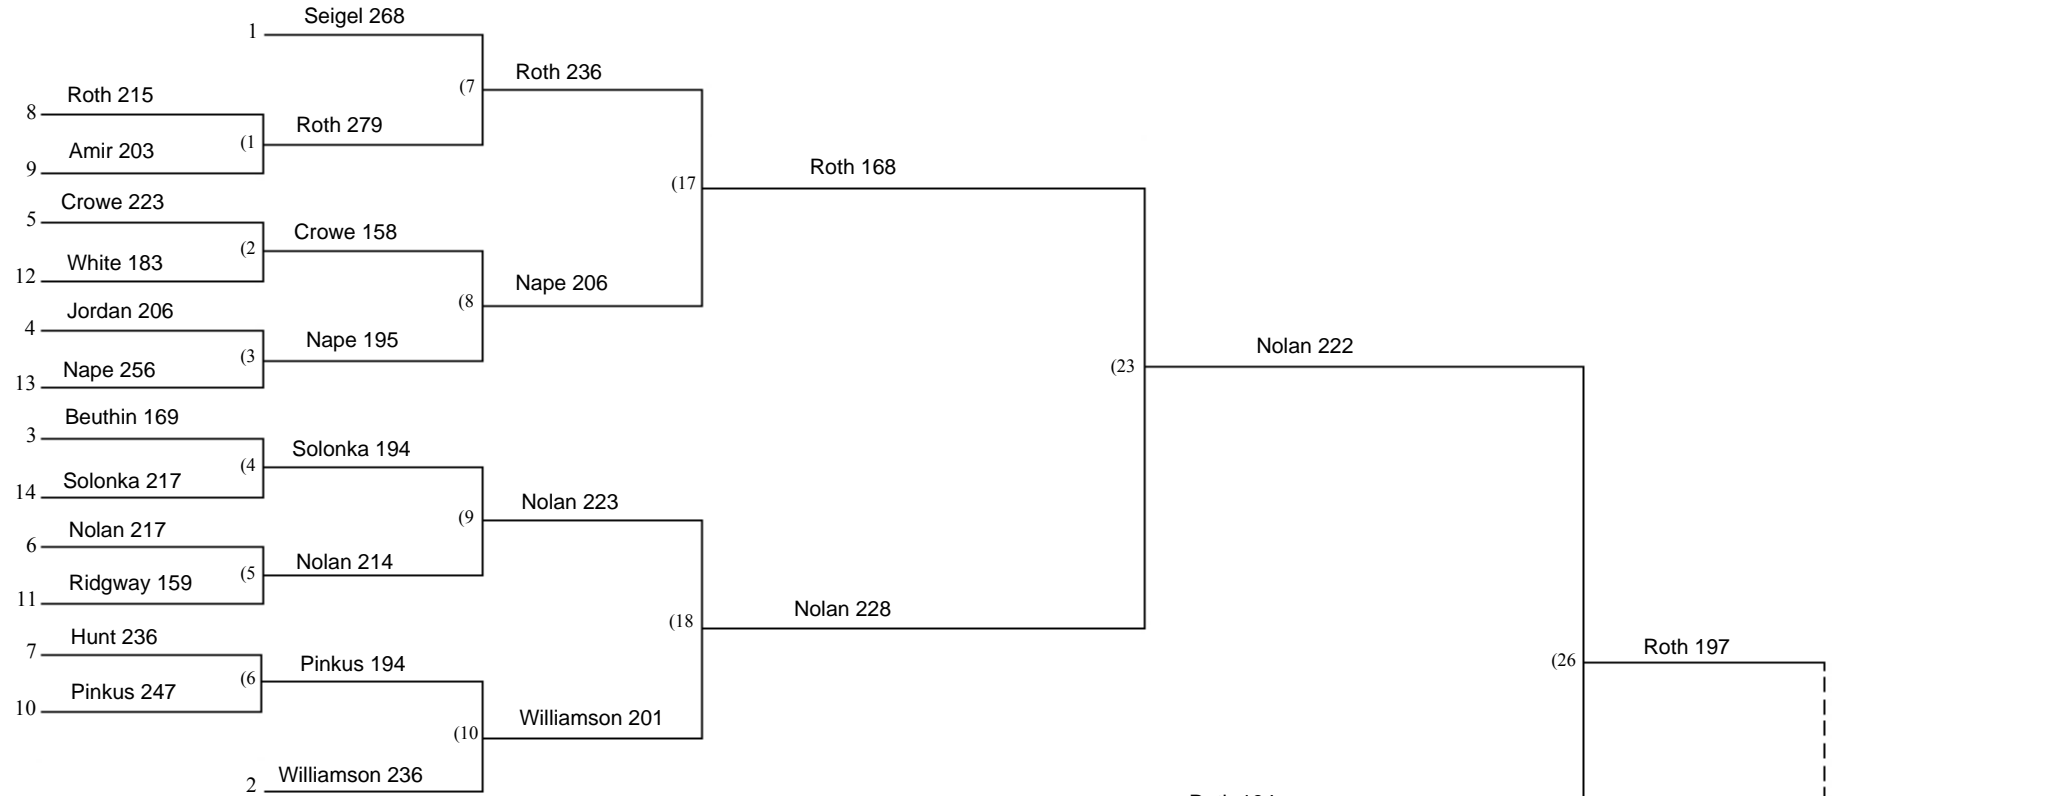 Seigel 268
1
Roth 236
(7
Roth 215
8
Roth 279
(1
Amir 203
9
Roth 168
(17
Crowe 223
5
Crowe 158
(2
White 183
12
Nape 206
(8
Jordan 206
4
Nape 195
(3
Nape 256
13
Nolan 222
(23
Beuthin 169
3
Solonka 194
(4
Solonka 217
14
Nolan 223
(9
Nolan 217
6
Nolan 214
(5
Ridgway 159
11
Nolan 228
(18
Hunt 236
7
Roth 197
(26
Pinkus 194
(6
Pinkus 247
10
Williamson 201
(10
Williamson 236
2